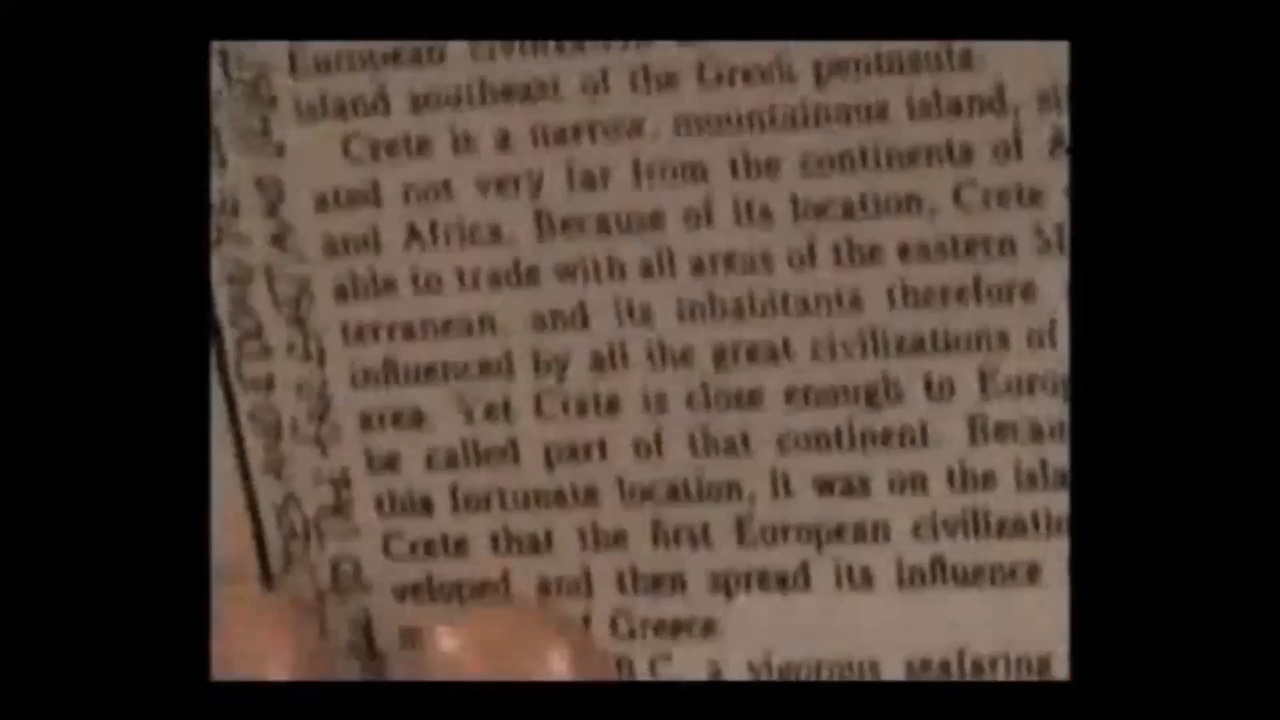 European
island southeast of the Greek peninsula
Crete is a narrow, mountainous island,
ated not very far from the continents of
and Africa. Because of its location, Crete
able to trade with all areas of the eastern
terranean, and its inhabitants therefore
influenced by all the great civilizations of
area. Yet Crete is close enough to Europ
be called part of that continent. Becau
this fortunate location, it was on the isla
Crete that the first European civilizatio
veloped and then spread its influence
Greece
B.C. a vigorous seafaring